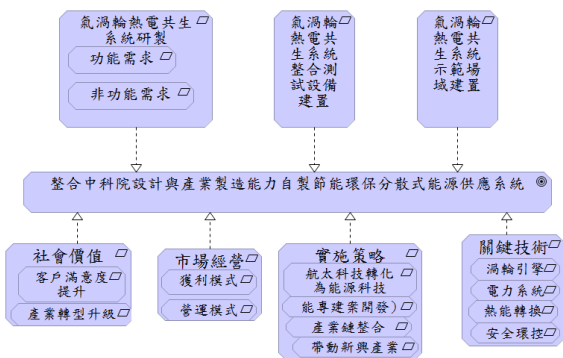 氣渦輪熱電共生
系統研製
功能需求
非功能需求
氣渦輪
熱電共
生系統
整合測
試設備
建置
氣渦輪
熱電共
生系統
示範場
域建置
整合中科院設計與產業製造能力自製節能環保分散式能源供應系統
社會價值
客戶滿意度
提升
產業轉型升級
市場經營
獲利模式
營運模式
實施策略
航太科技轉化
為能源科技
能專建案開發)
產業鏈整合
帶動新興產業
關鍵技術
渦輪引擎
電力系統
熱能轉換
安全環控